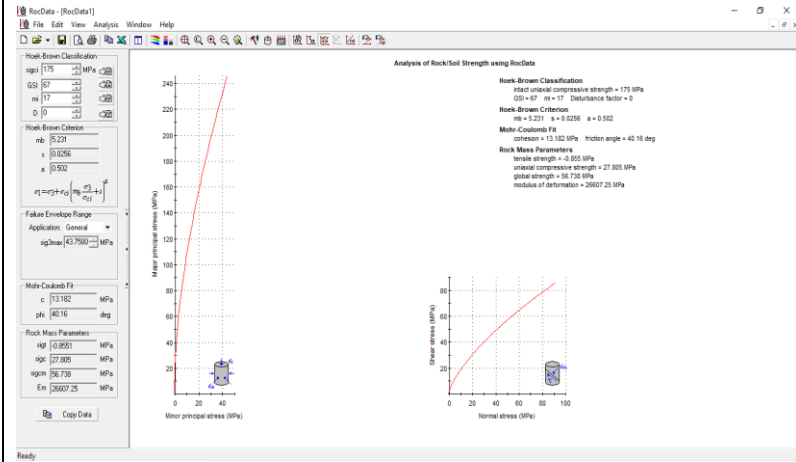 RocData - [RocData1]
File Edit View Analysis Window Help
Hoek-Brown Classification
sigci 175 MPa
GSI 67
mi 17
D 0
Hoek-Brown Criterion
mb 5.231
s 0.0256
a 0.502
σ1=σ3+σci(mb σ3/σci +s)^a
Failure Envelope Range
Application: General
sig3max 43.7500 MPa
Mohr-Coulomb Fit
c 13.182 MPa
phi 40.16 deg
Rock Mass Parameters
sigt -0.8551 MPa
sigc 27.805 MPa
sigcm 56.738 MPa
Em 26607.25 MPa
Copy Data
Ready
Analysis of Rock/Soil Strength using RocData
Hoek-Brown Classification
intact uniaxial compressive strength = 175 MPa
GSI = 67 mi = 17 Disturbance factor = 0
Hoek-Brown Criterion
mb = 5.231 s = 0.0256 a = 0.502
Mohr-Coulomb Fit
cohesion = 13.182 MPa friction angle = 40.16 deg
Rock Mass Parameters
tensile strength = -0.855 MPa
uniaxial compressive strength = 27.805 MPa
global strength = 56.738 MPa
modulus of deformation = 26607.25 MPa
Major principal stress (MPa)
240
220
200
180
160
140
120
100
80
60
40
20
0 20 40
Minor principal stress (MPa)
Shear stress (MPa)
80
60
40
20
0 20 40 60 80 100
Normal stress (MPa)